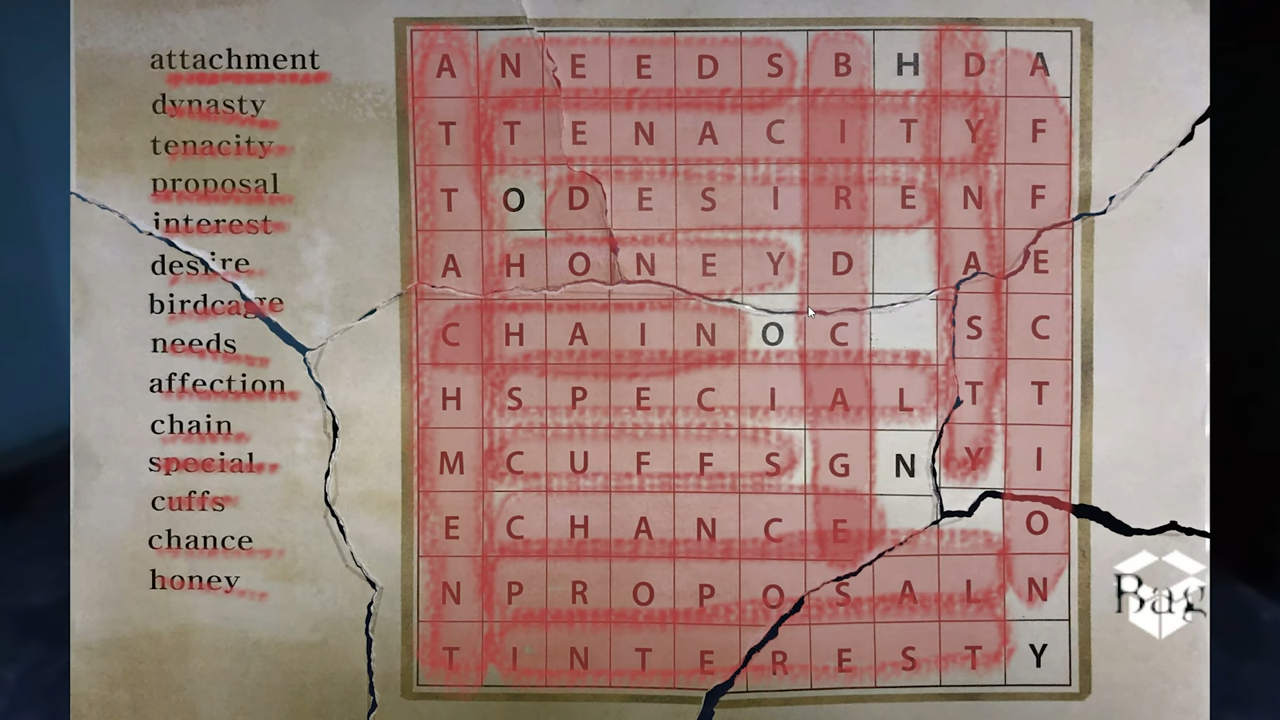 attachment
dynasty
tenacity
proposal
interest
desire
birdcage
needs
affection
chain
special
cuffs
chance
honey
A N E E D S B H D A
T T E N A C I T Y F
T O D E S I R E N F
A H O N E Y D A E
C H A I N O C S C
H S P E C I A L T T
M C U F F S G N Y I
E C H A N C E O
N P R O P O S A L N
T I N T E R E S T Y
Bag